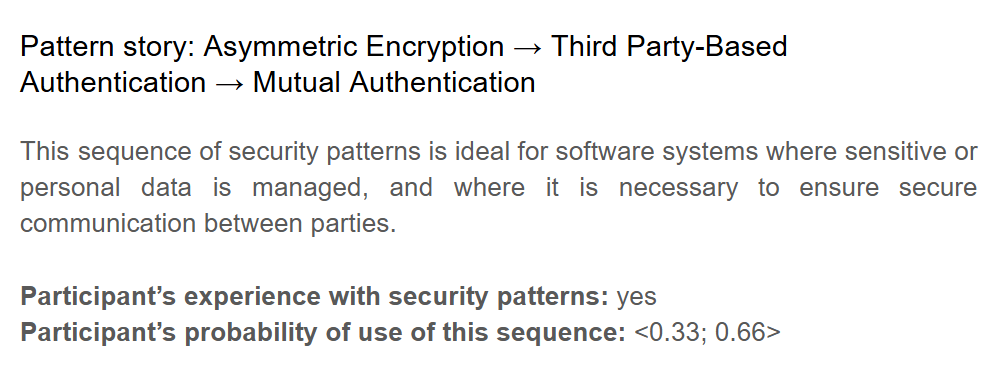 Pattern story: Asymmetric Encryption → Third Party-Based
Authentication → Mutual Authentication
This sequence of security patterns is ideal for software systems where sensitive or
personal data is managed, and where it is necessary to ensure secure
communication between parties.
Participant’s experience with security patterns: yes
Participant’s probability of use of this sequence: <0.33; 0.66>